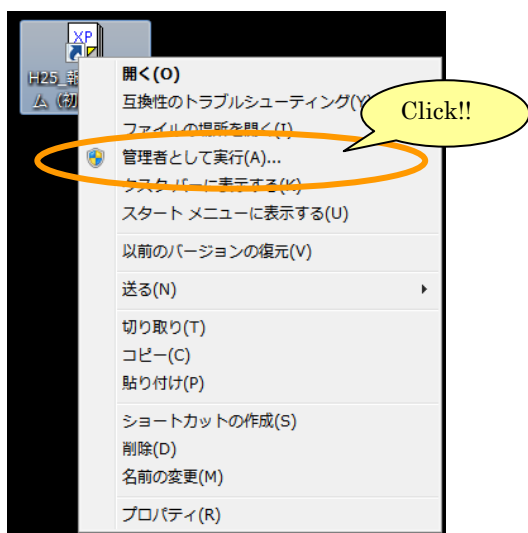 XP
H25_
ム (初
開く(O)
互換性のトラブルシューティング(Y)
ファイルの場所を開く(I)
管理者として実行(A)...
タスク バーに表示する(K)
スタート メニューに表示する(U)
以前のバージョンの復元(V)
送る(N)
切り取り(T)
コピー(C)
貼り付け(P)
ショートカットの作成(S)
削除(D)
名前の変更(M)
プロパティ(R)
Click!!